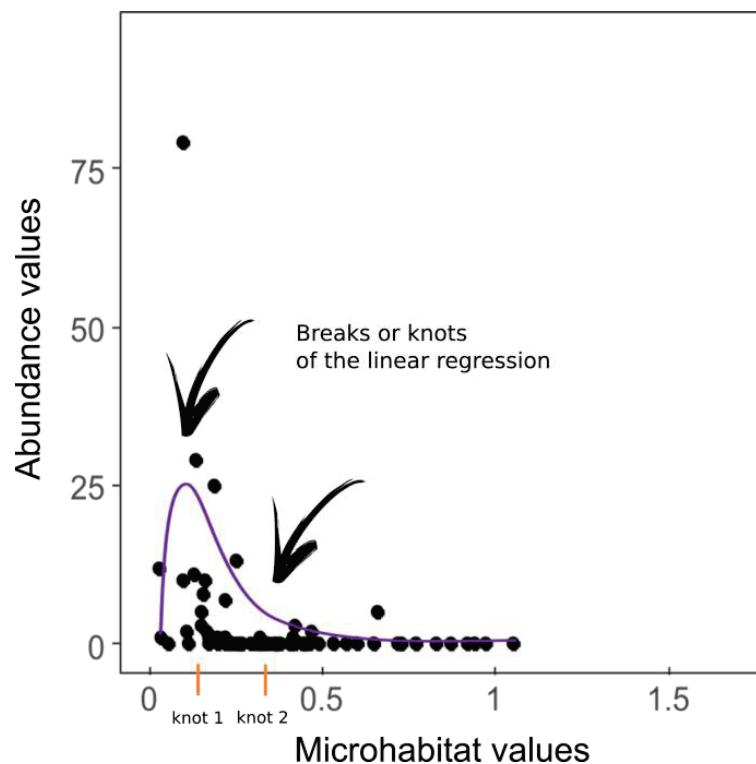 Abundance values
75
50
25
0
Breaks or knots
of the linear regression
0
0.5
1
1.5
knot 1
knot 2
Microhabitat values